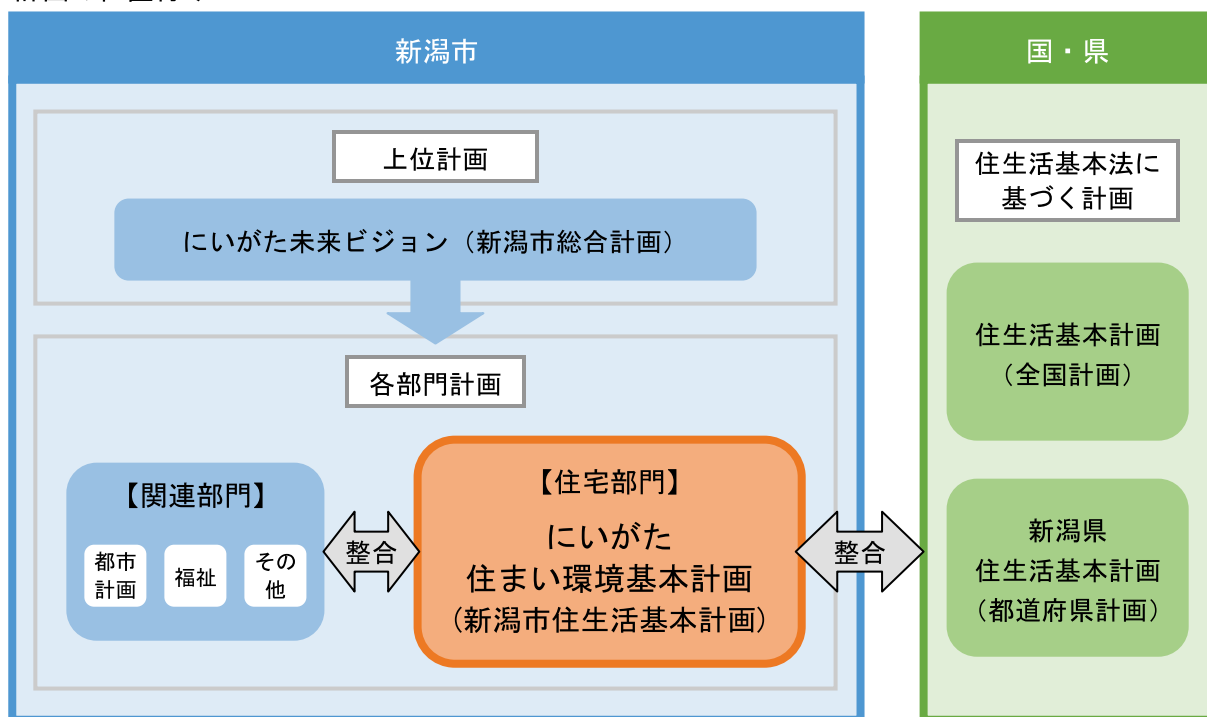 新潟市
上位計画
にいがた未来ビジョン（新潟市総合計画）
各部門計画
【関連部門】
都市
計画
福祉
その
他
整合
【住宅部門】
にいがた
住まい環境基本計画
（新潟市住生活基本計画）
整合
国・県
住生活基本法に
基づく計画
住生活基本計画
（全国計画）
新潟県
住生活基本計画
（都道府県計画）